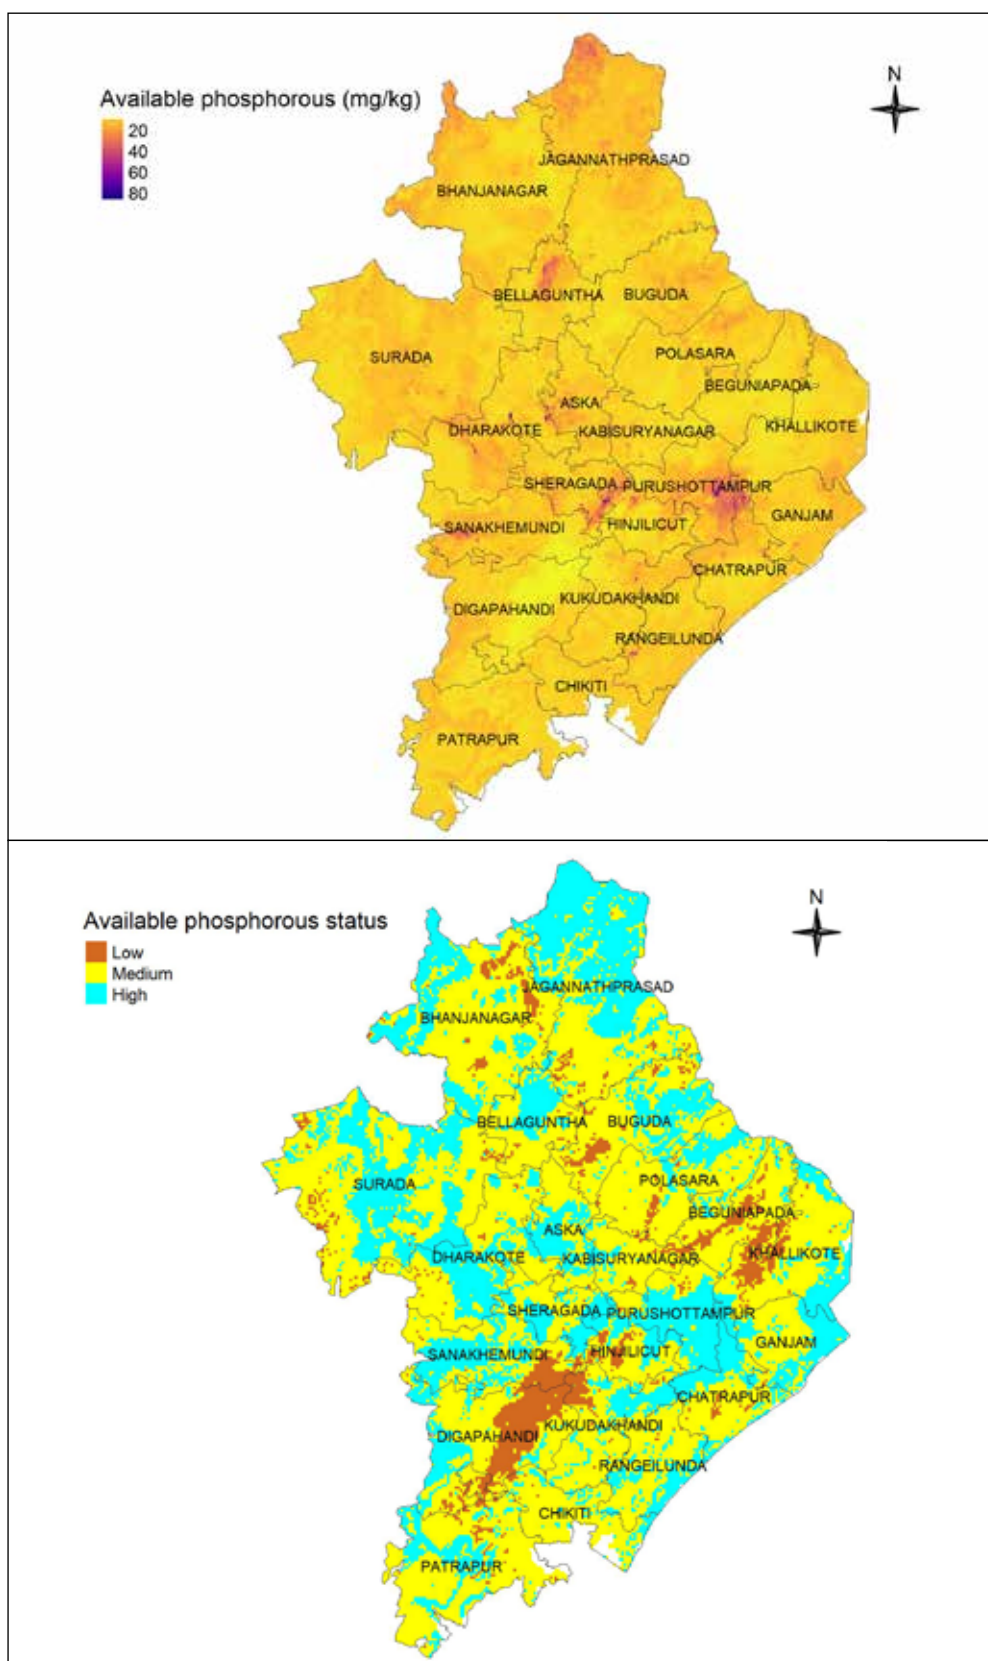 N
Available phosphorous (mg/kg)
20
40
60
80
JAGANNATHPRASAD
BHANJANAGAR
BELLAGUNTHA
BUGUDA
SURADA
POLASARA
BEGUNIAPADA
ASKA
KHALLIKOTE
DHARAKOTE
KABISURYANAGAR
SHERAGADA
PURUSHOTTAMPUR
GANJAM
SANAKHEMUNDI
HINJILICUT
CHATRAPUR
DIGAPAHANDI
KUKUDAKHANDI
RANGEILUNDA
CHIKITI
PATRAPUR
N
Available phosphorous status
Low
Medium
High
JAGANNATHPRASAD
BHANJANAGAR
BELLAGUNTHA
BUGUDA
SURADA
POLASARA
BEGUNIAPADA
ASKA
KHALLIKOTE
DHARAKOTE
KABISURYANAGAR
SHERAGADA
PURUSHOTTAMPUR
GANJAM
SANAKHEMUNDI
HINJILICUT
CHATRAPUR
DIGAPAHANDI
KUKUDAKHANDI
RANGEILUNDA
CHIKITI
PATRAPUR